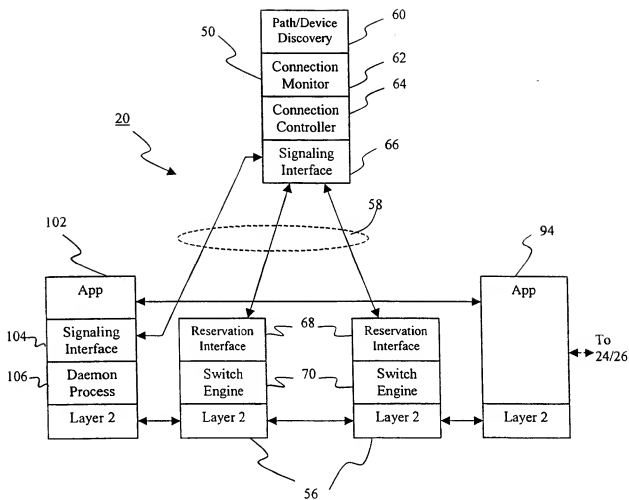 Path/Device
Discovery
60
50
Connection
Monitor
62
64
Connection
Controller
20
Signaling
Interface
66
58
102
94
App
App
104
Signaling
Interface
Reservation
Interface
68
Reservation
Interface
To
24/26
106
Daemon
Process
Switch
Engine
70
Switch
Engine
Layer 2
Layer 2
Layer 2
Layer 2
56